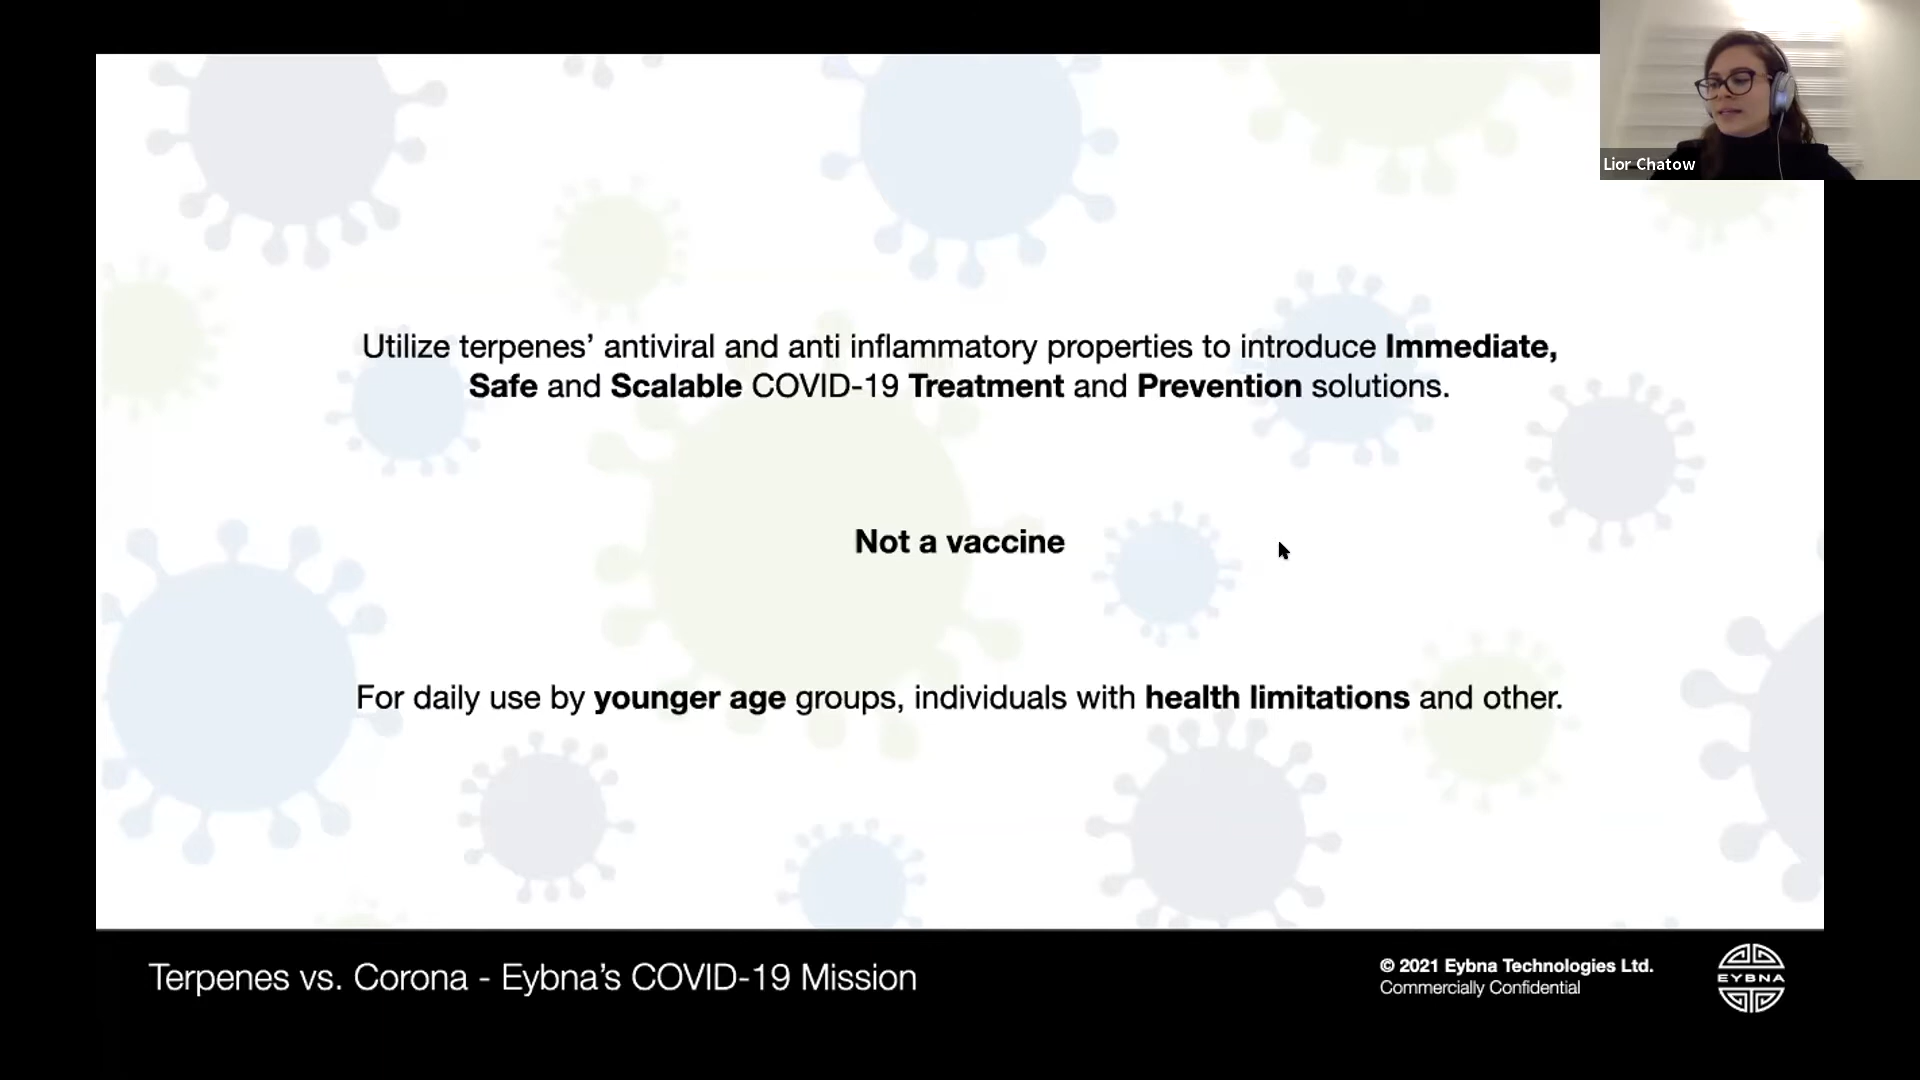 Lior Chatow
Utilize terpenes’ antiviral and anti inflammatory properties to introduce Immediate,
Safe and Scalable COVID-19 Treatment and Prevention solutions.
Not a vaccine
For daily use by younger age groups, individuals with health limitations and other.
Terpenes vs. Corona - Eybna’s COVID-19 Mission
© 2021 Eybna Technologies Ltd.
Commercially Confidential
EYBNA